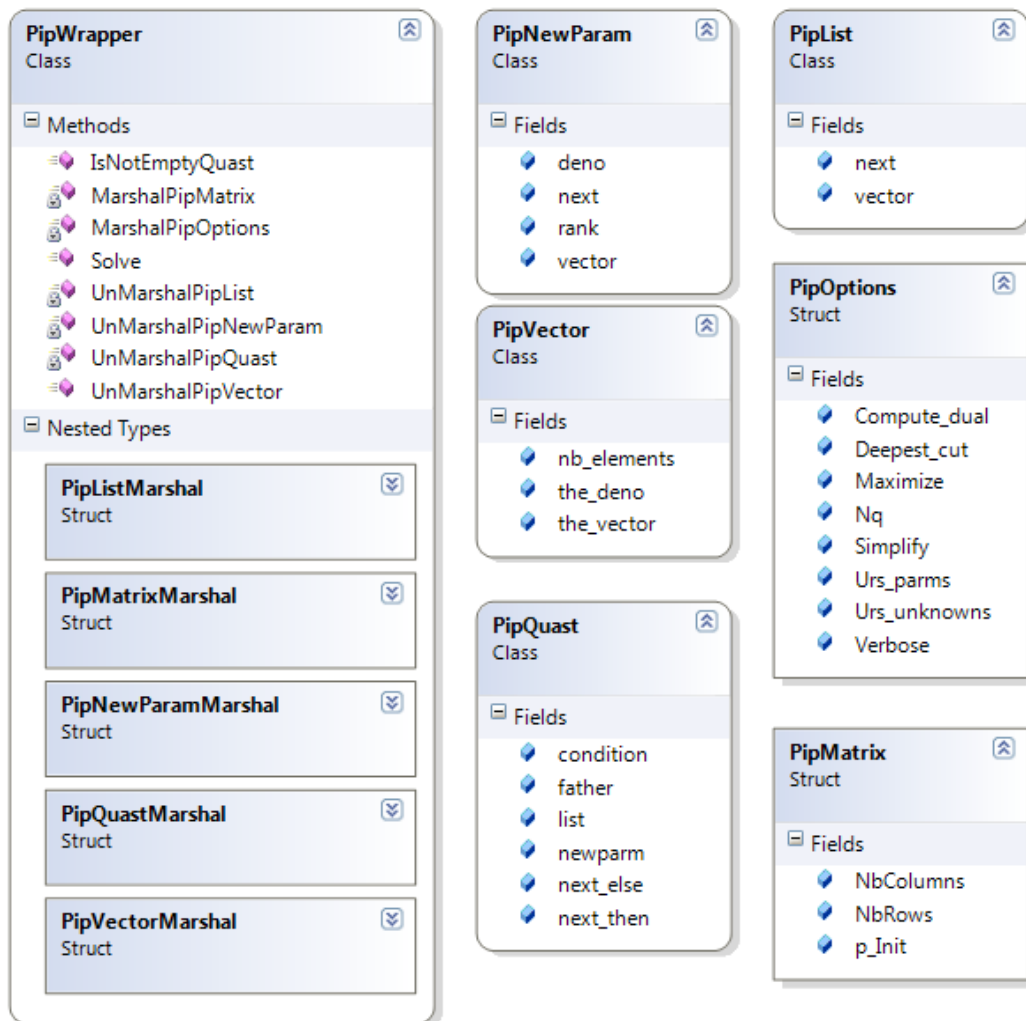 PipWrapper
Class
Methods
IsNotEmptyQuast
MarshalPipMatrix
MarshalPipOptions
Solve
UnMarshalPipList
UnMarshalPipNewParam
UnMarshalPipQuast
UnMarshalPipVector
Nested Types
PipListMarshal
Struct
PipMatrixMarshal
Struct
PipNewParamMarshal
Struct
PipQuastMarshal
Struct
PipVectorMarshal
Struct
PipNewParam
Class
Fields
deno
next
rank
vector
PipVector
Class
Fields
nb_elements
the_deno
the_vector
PipQuast
Class
Fields
condition
father
list
newparm
next_else
next_then
PipList
Class
Fields
next
vector
PipOptions
Struct
Fields
Compute_dual
Deepest_cut
Maximize
Nq
Simplify
Urs_parms
Urs_unknowns
Verbose
PipMatrix
Struct
Fields
NbColumns
NbRows
p_Init